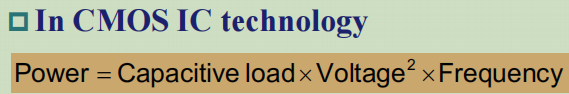 In CMOS IC technology
Power = Capacitive load × Voltage² × Frequency